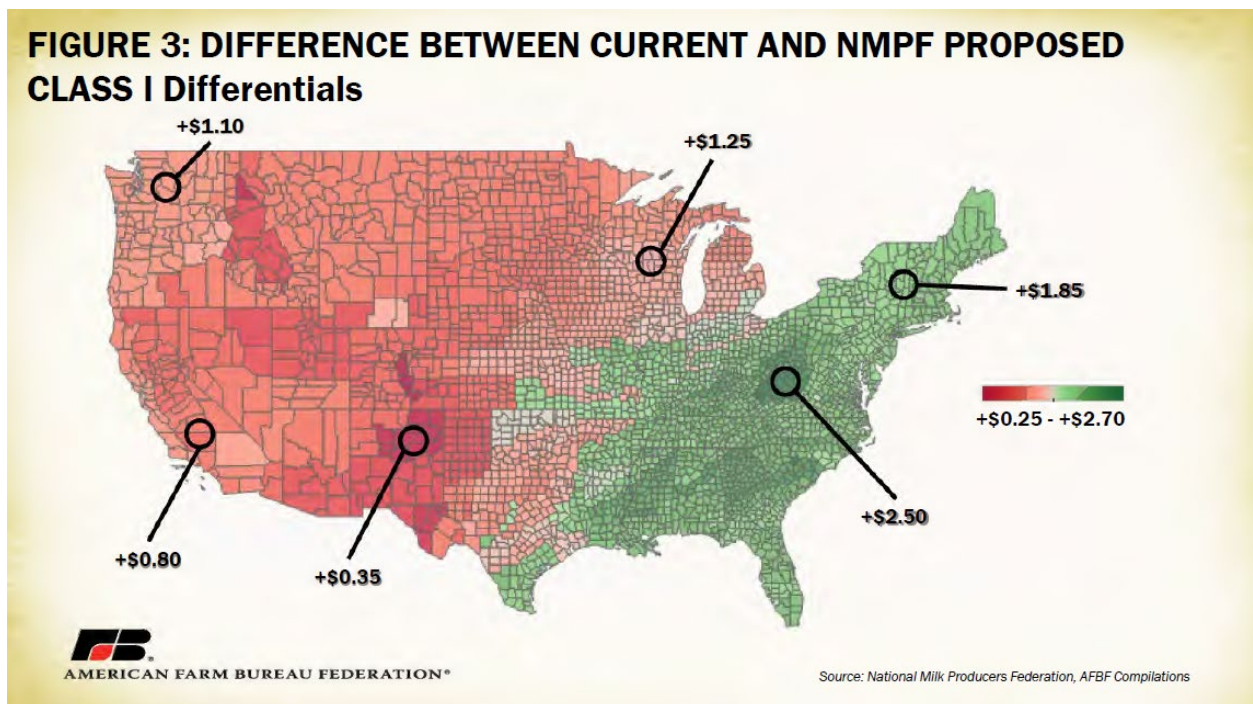 FIGURE 3: DIFFERENCE BETWEEN CURRENT AND NMPF PROPOSED
CLASS I Differentials
+$1.10
+$1.25
+$1.85
+$0.25 - +$2.70
+$2.50
+$0.80
+$0.35
AMERICAN FARM BUREAU FEDERATION®
Source: National Milk Producers Federation, AFBF Compilations